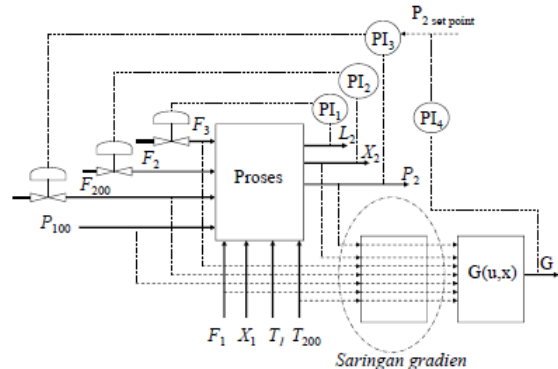 PI₃
P₂ set point
PI₂
PI₁
PI₄
F₃
L₂
F₂
X₂
Proses
F₂₀₀
P₂
P₁₀₀
G(u,x)
G
F₁ X₁ T₁ T₂₀₀
Saringan gradien